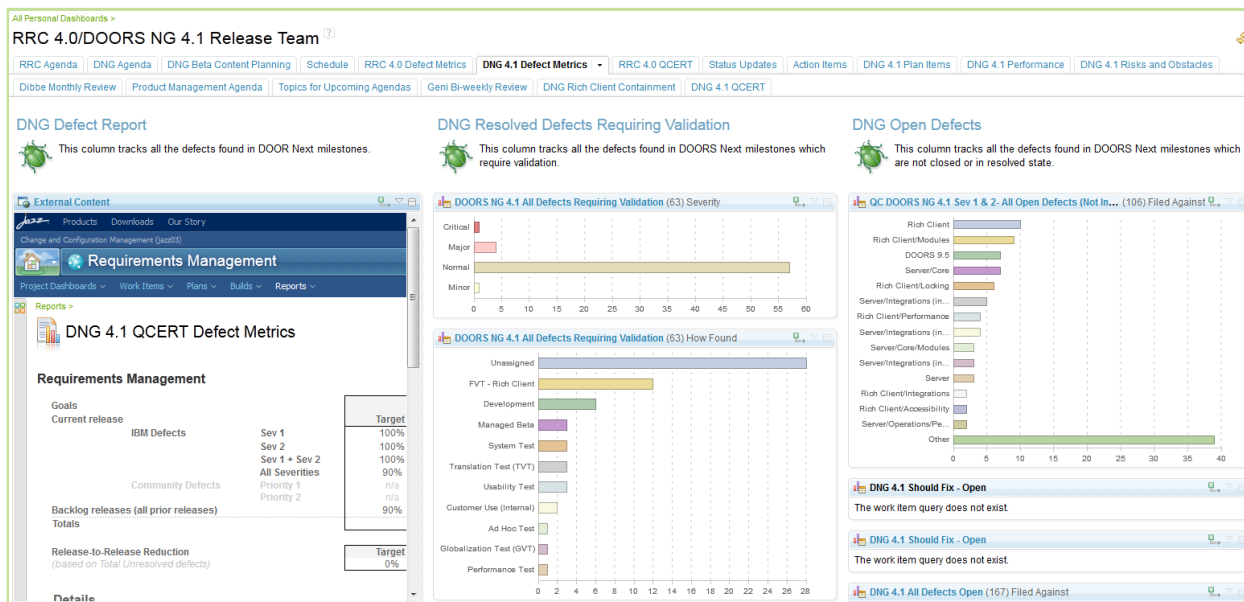 All Personal Dashboards >
RRC 4.0/DOORS NG 4.1 Release Team ?
RRC Agenda DNG Agenda DNG Beta Content Planning Schedule RRC 4.0 Defect Metrics DNG 4.1 Defect Metrics RRC 4.0 QCERT Status Updates Action Items DNG 4.1 Plan Items DNG 4.1 Performance DNG 4.1 Risks and Obstacles
Dibbe Monthly Review Product Management Agenda Topics for Upcoming Agendas Geni Bi-weekly Review DNG Rich Client Containment DNG 4.1 QCERT
DNG Defect Report
This column tracks all the defects found in DOOR Next milestones.
External Content
Jazz Products Downloads Our Story
Change and Configuration Management (jazz03)
Requirements Management
Project Dashboards Work Items Plans Builds Reports
Reports >
DNG 4.1 QCERT Defect Metrics
Requirements Management
Goals
Current release Target
IBM Defects Sev 1 100%
Sev 2 100%
Sev 1 + Sev 2 100%
All Severities 90%
Community Defects Priority 1 n/a
Priority 2 n/a
Backlog releases (all prior releases) 90%
Totals
Release-to-Release Reduction Target
(based on Total Unresolved defects) 0%
Details
DNG Resolved Defects Requiring Validation
This column tracks all the defects found in DOORS Next milestones which
require validation.
DOORS NG 4.1 All Defects Requiring Validation (63) Severity
Critical
Major
Normal
Minor
0 5 10 15 20 25 30 35 40 45 50 55 60
DOORS NG 4.1 All Defects Requiring Validation (63) How Found
Unassigned
FVT - Rich Client
Development
Managed Beta
System Test
Translation Test (TVT)
Usability Test
Customer Use (Internal)
Ad Hoc Test
Globalization Test (GVT)
Performance Test
0 2 4 6 8 10 12 14 16 18 20 22 24 26 28
DNG Open Defects
This column tracks all the defects found in DOORS Next milestones which
are not closed or in resolved state.
QC DOORS NG 4.1 Sev 1 & 2- All Open Defects (Not In... (106) Filed Against
Rich Client
Rich Client/Modules
DOORS 9.5
Server/Core
Rich Client/Locking
Server/Integrations (in...
Rich Client/Performance
Server/Integrations (in...
Server/Core/Modules
Server/Integrations (in...
Server
Rich Client/Integrations
Rich Client/Accessibility
Server/Operations/Pe...
Other
0 5 10 15 20 25 30 35 40
DNG 4.1 Should Fix - Open
The work item query does not exist.
DNG 4.1 Should Fix - Open
The work item query does not exist.
DNG 4.1 All Defects Open (167) Filed Against